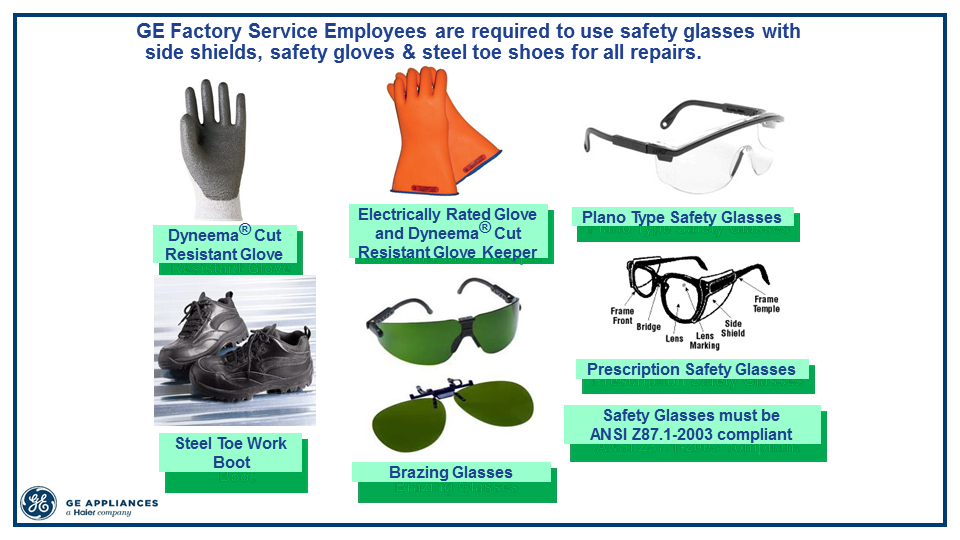 GE Factory Service Employees are required to use safety glasses with
side shields, safety gloves & steel toe shoes for all repairs.
Dyneema® Cut
Resistant Glove
Electrically Rated Glove
and Dyneema® Cut
Resistant Glove Keeper
Plano Type Safety Glasses
Frame
Front
Bridge
Lens
Lens
Marking
Side
Shield
Frame
Temple
Prescription Safety Glasses
Steel Toe Work
Boot
Brazing Glasses
Safety Glasses must be
ANSI Z87.1-2003 compliant
GE APPLIANCES
a Haier company